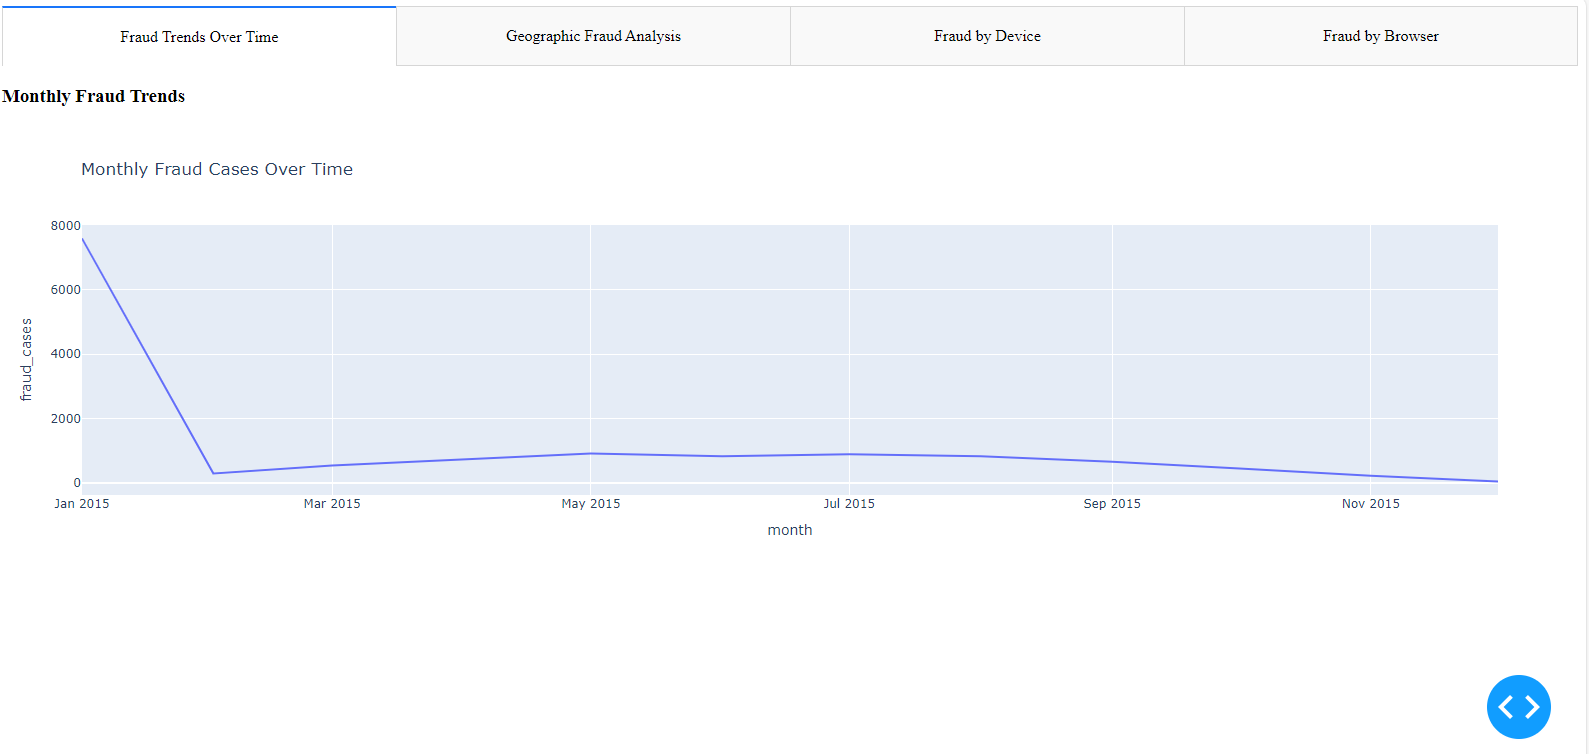 Fraud Trends Over Time
Geographic Fraud Analysis
Fraud by Device
Fraud by Browser
Monthly Fraud Trends
Monthly Fraud Cases Over Time
8000
6000
4000
2000
0
fraud_cases
Jan 2015
Mar 2015
May 2015
Jul 2015
Sep 2015
Nov 2015
month